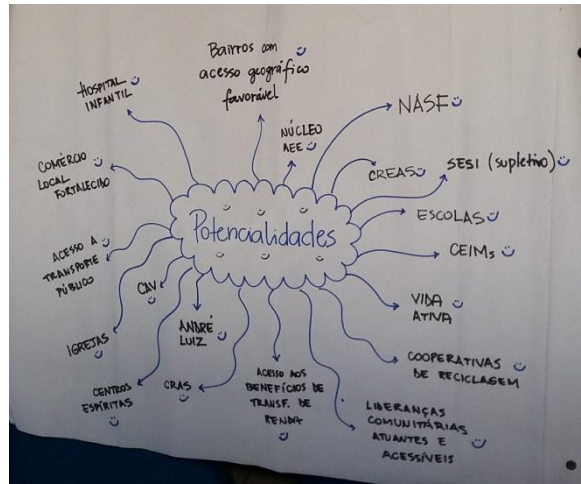 Bairros com
acesso geográfico
favorável
HOSPITAL
INFANTIL
NÚCLEO
AEE
NASF
COMÉRCIO
LOCAL
FORTALECIDO
CREAS
SESI (supletivo)
Potencialidades
ESCOLAS
CEIMs
ACESSO A
TRANSPORTE
PÚBLICO
CAV
VIDA
ATIVA
IGREJAS
ANDRÉ
LUIZ
COOPERATIVAS
DE RECICLAGEM
CENTROS
ESPÍRITAS
CRAS
ACESSO AOS
BENEFÍCIOS DE
TRANSF. DE
RENDA
LIDERANÇAS
COMUNITÁRIAS
ATUANTES E
ACESSÍVEIS